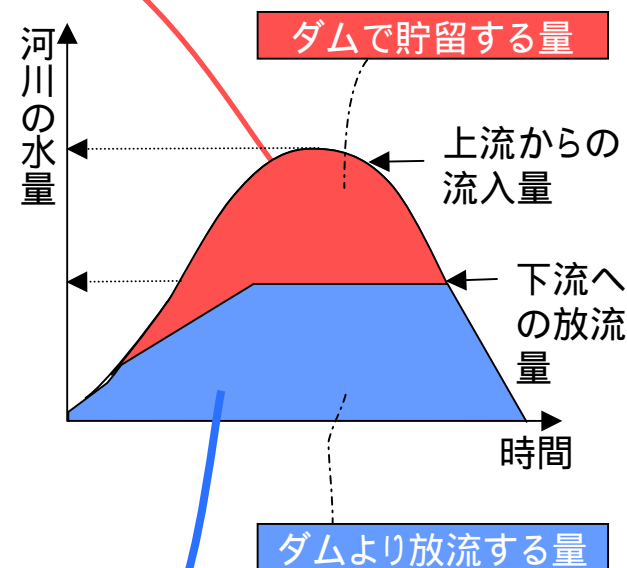 ダムで貯留する量
河川の水量
上流からの
流入量
下流へ
の放流
量
時間
ダムより放流する量